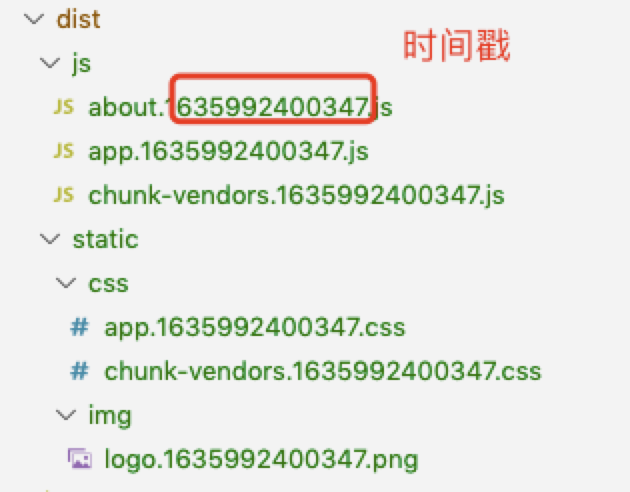 dist
时间戳
js
JS about.1635992400347.js
JS app.1635992400347.js
JS chunk-vendors.1635992400347.js
static
css
# app.1635992400347.css
# chunk-vendors.1635992400347.css
img
logo.1635992400347.png